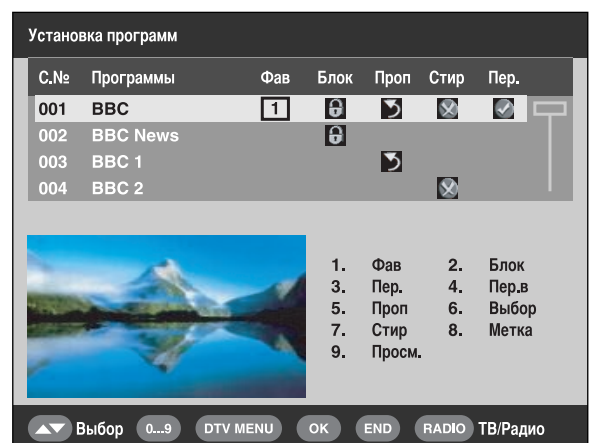 Установка программ
С.№ Программы Фав Блок Проп Стир Пер.
001 BBC 1
002 BBC News
003 BBC 1
004 BBC 2
1. Фав 2. Блок
3. Пер. 4. Пер.в
5. Проп 6. Выбор
7. Стир 8. Метка
9. Просм.
Выбор 0...9 DTV MENU OK END RADIO ТВ/Радио